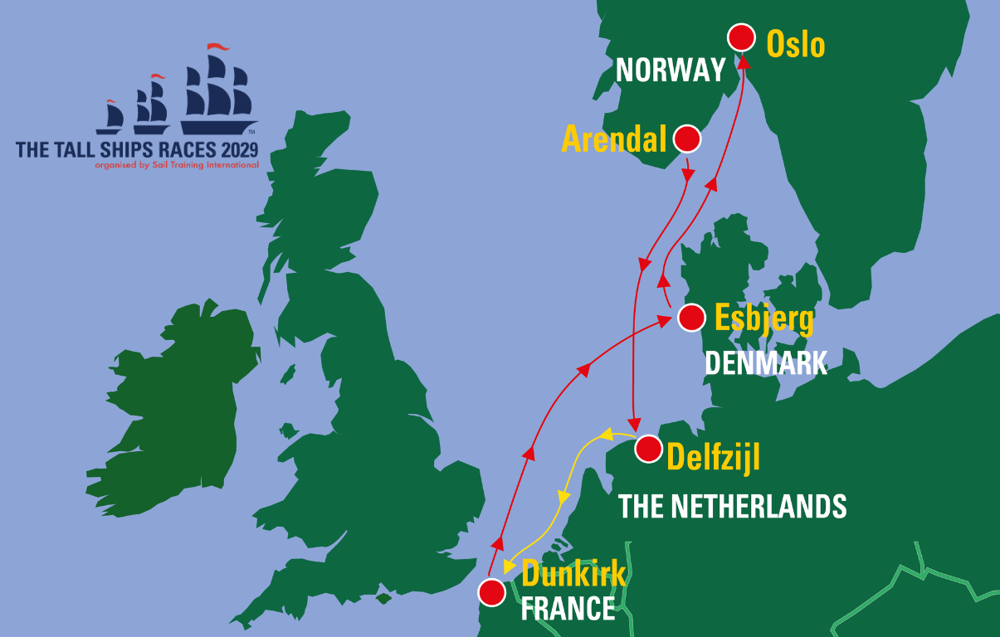 Oslo
NORWAY
Arendal
TM
THE TALL SHIPS RACES 2029
organised by Sail Training International
Esbjerg
DENMARK
Delfzijl
THE NETHERLANDS
Dunkirk
FRANCE